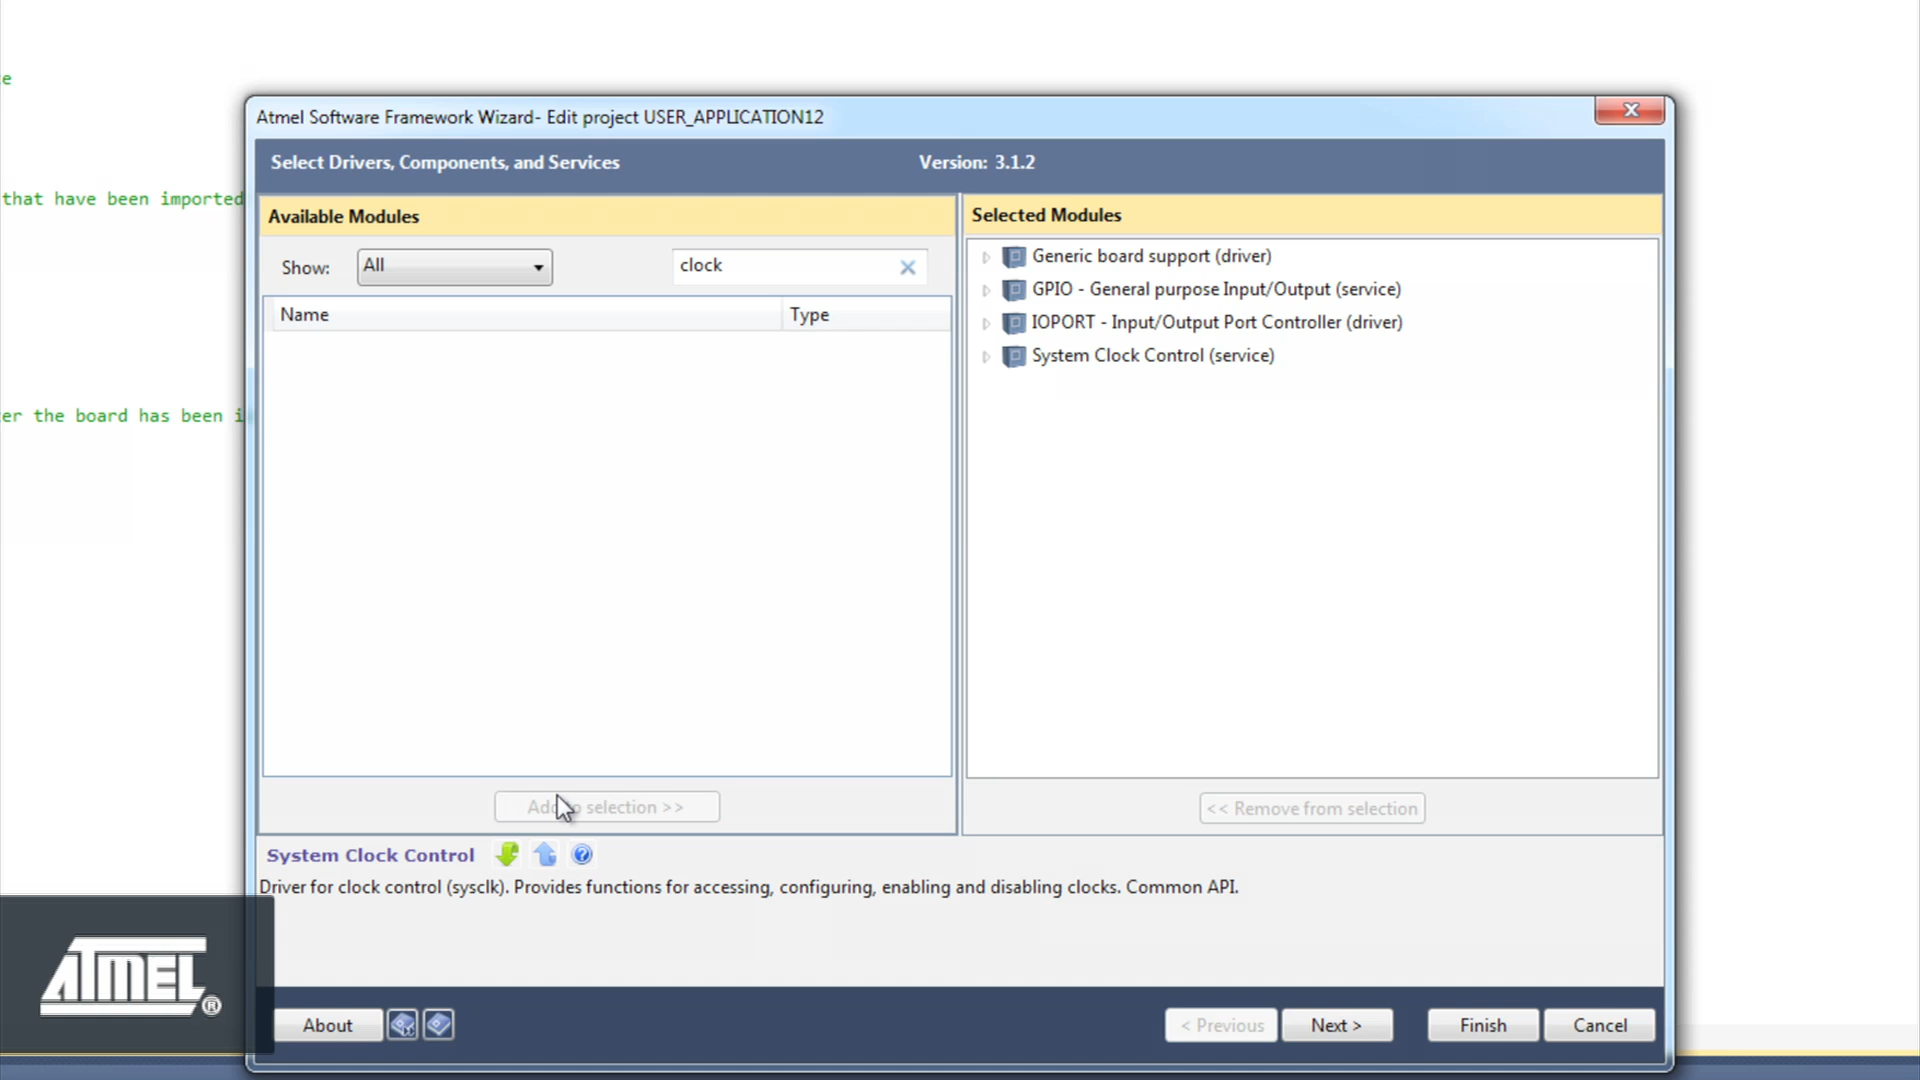 e
Atmel Software Framework Wizard- Edit project USER_APPLICATION12
Select Drivers, Components, and Services
Version: 3.1.2
that have been imported
Available Modules
Selected Modules
Show:
All
clock
Name
Type
Generic board support (driver)
GPIO - General purpose Input/Output (service)
IOPORT - Input/Output Port Controller (driver)
System Clock Control (service)
er the board has been i
Add to selection >>
<< Remove from selection
System Clock Control
Driver for clock control (sysclk). Provides functions for accessing, configuring, enabling and disabling clocks. Common API.
ATMEL®
About
< Previous
Next >
Finish
Cancel